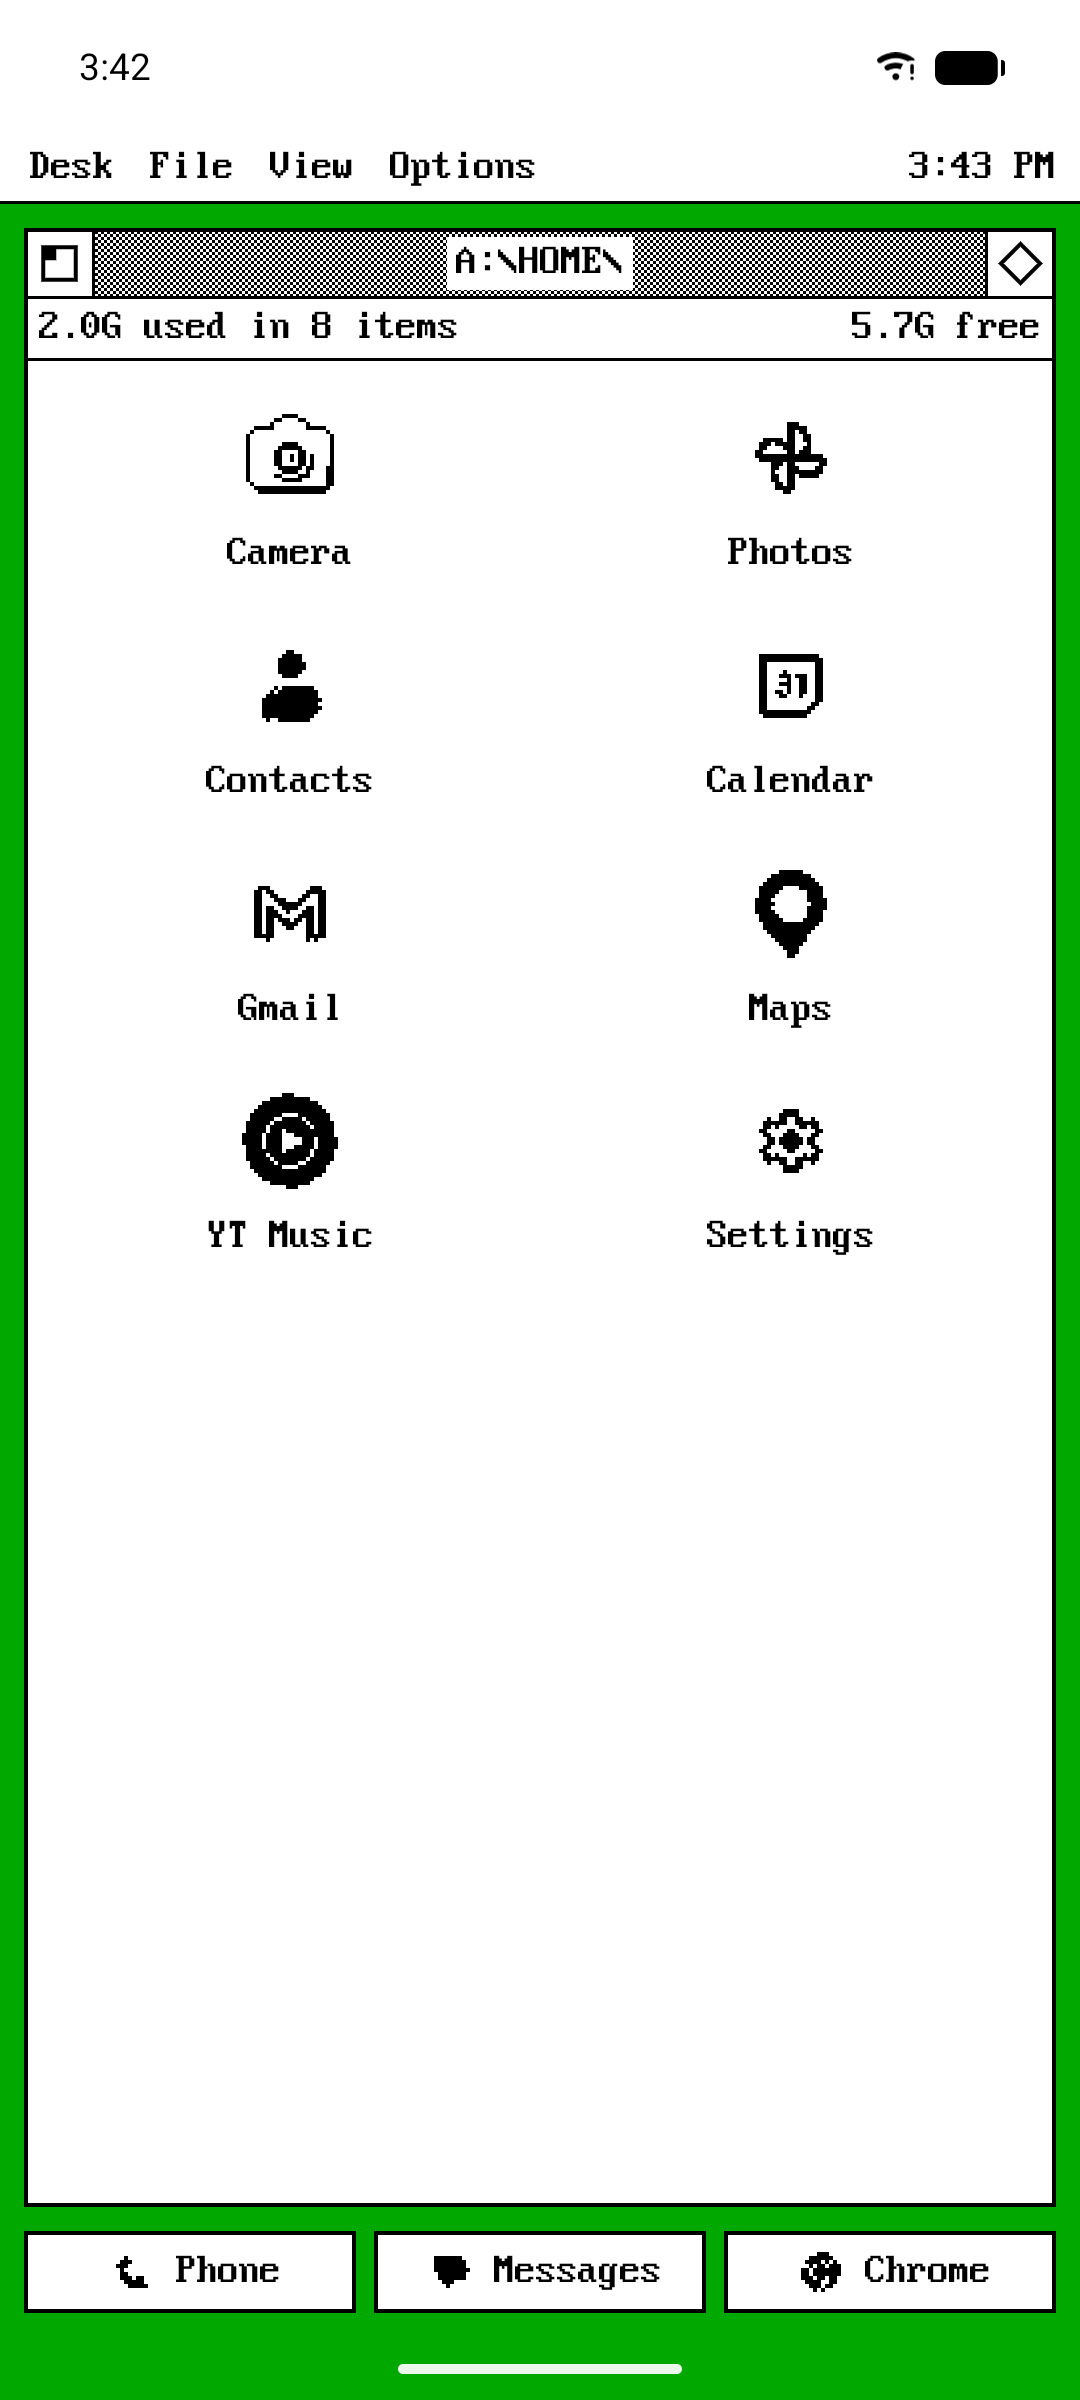 3:42
Desk File View Options 3:43 PM
A:\HOME\
2.0G used in 8 items 5.7G free
Camera Photos
31
Contacts Calendar
Gmail Maps
YT Music Settings
Phone Messages Chrome